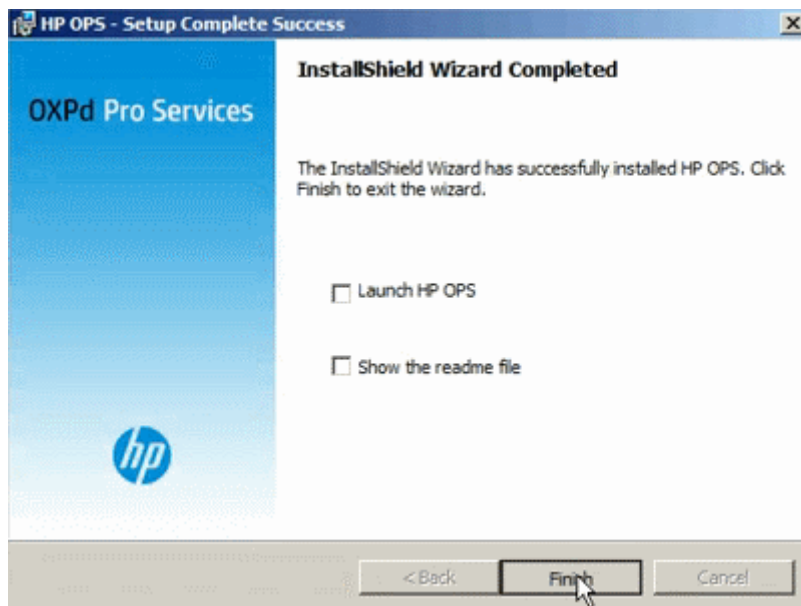 HP OPS - Setup Complete Success
OXPd Pro Services
InstallShield Wizard Completed
The InstallShield Wizard has successfully installed HP OPS. Click
Finish to exit the wizard.
Launch HP OPS
Show the readme file
hp
< Back
Finish
Cancel